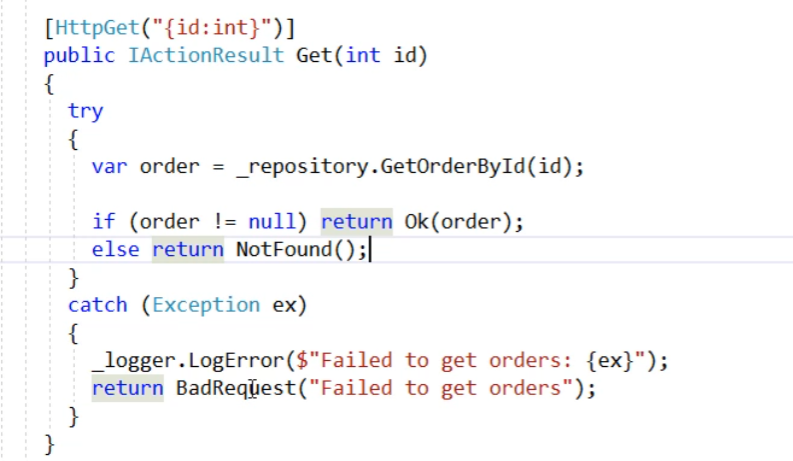 [HttpGet("{id:int}")]
public IActionResult Get(int id)
{
try
{
var order = _repository.GetOrderById(id);
if (order != null) return Ok(order);
else return NotFound();
}
catch (Exception ex)
{
_logger.LogError($"Failed to get orders: {ex}");
return BadRequest("Failed to get orders");
}
}